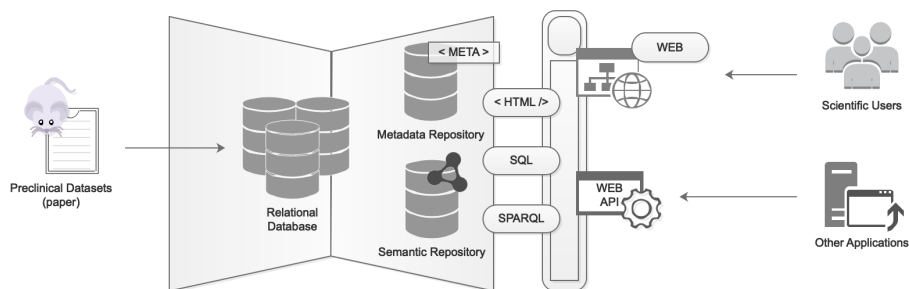 Preclinical Datasets
(paper)
Relational
Database
< META >
Metadata Repository
Semantic Repository
< HTML />
SQL
SPARQL
WEB
WEB
API
Scientific Users
Other Applications